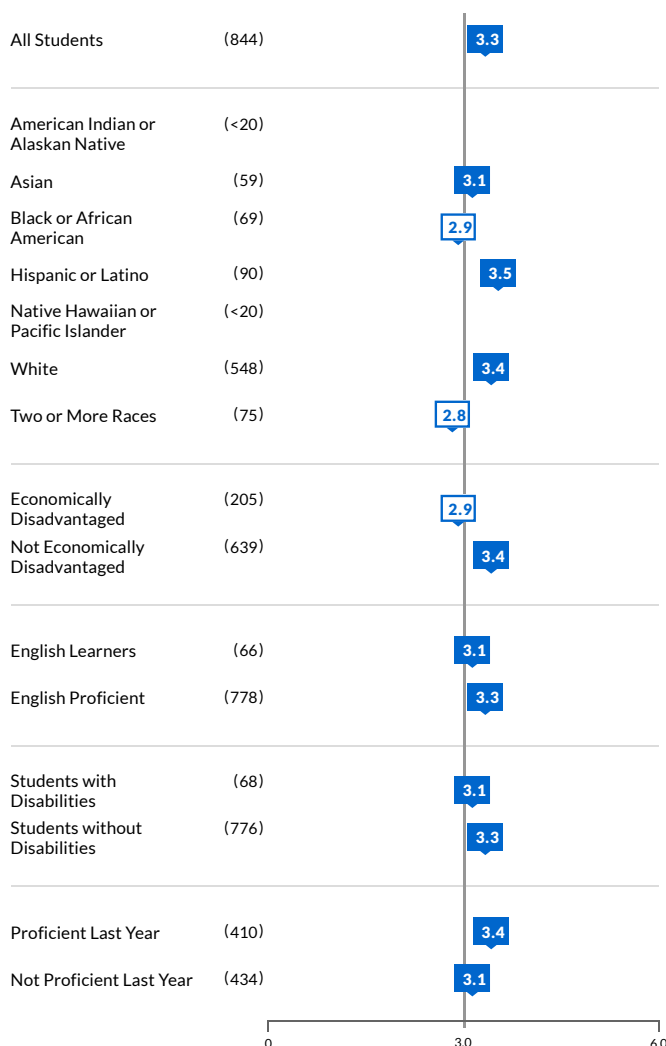 All Students (844) 3.3
American Indian or (<20)
Alaskan Native
Asian (59) 3.1
Black or African (69) 2.9
American
Hispanic or Latino (90) 3.5
Native Hawaiian or (<20)
Pacific Islander
White (548) 3.4
Two or More Races (75) 2.8
Economically (205) 2.9
Disadvantaged
Not Economically (639) 3.4
Disadvantaged
English Learners (66) 3.1
English Proficient (778) 3.3
Students with (68) 3.1
Disabilities
Students without (776) 3.3
Disabilities
Proficient Last Year (410) 3.4
Not Proficient Last Year (434) 3.1
0 3.0 6.0